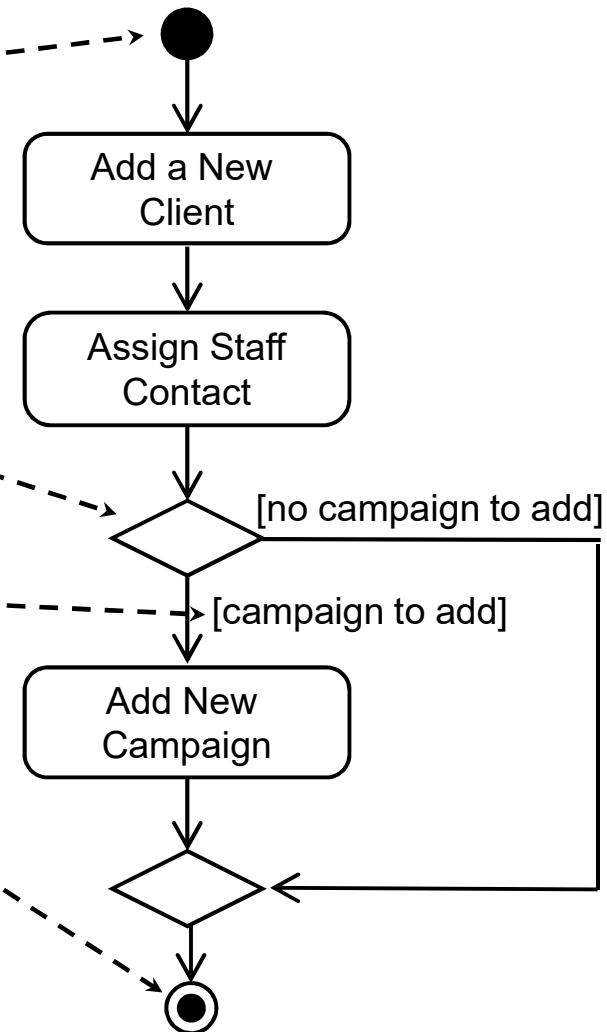 Add a New
Client
Assign Staff
Contact
[no campaign to add]
[campaign to add]
Add New
Campaign